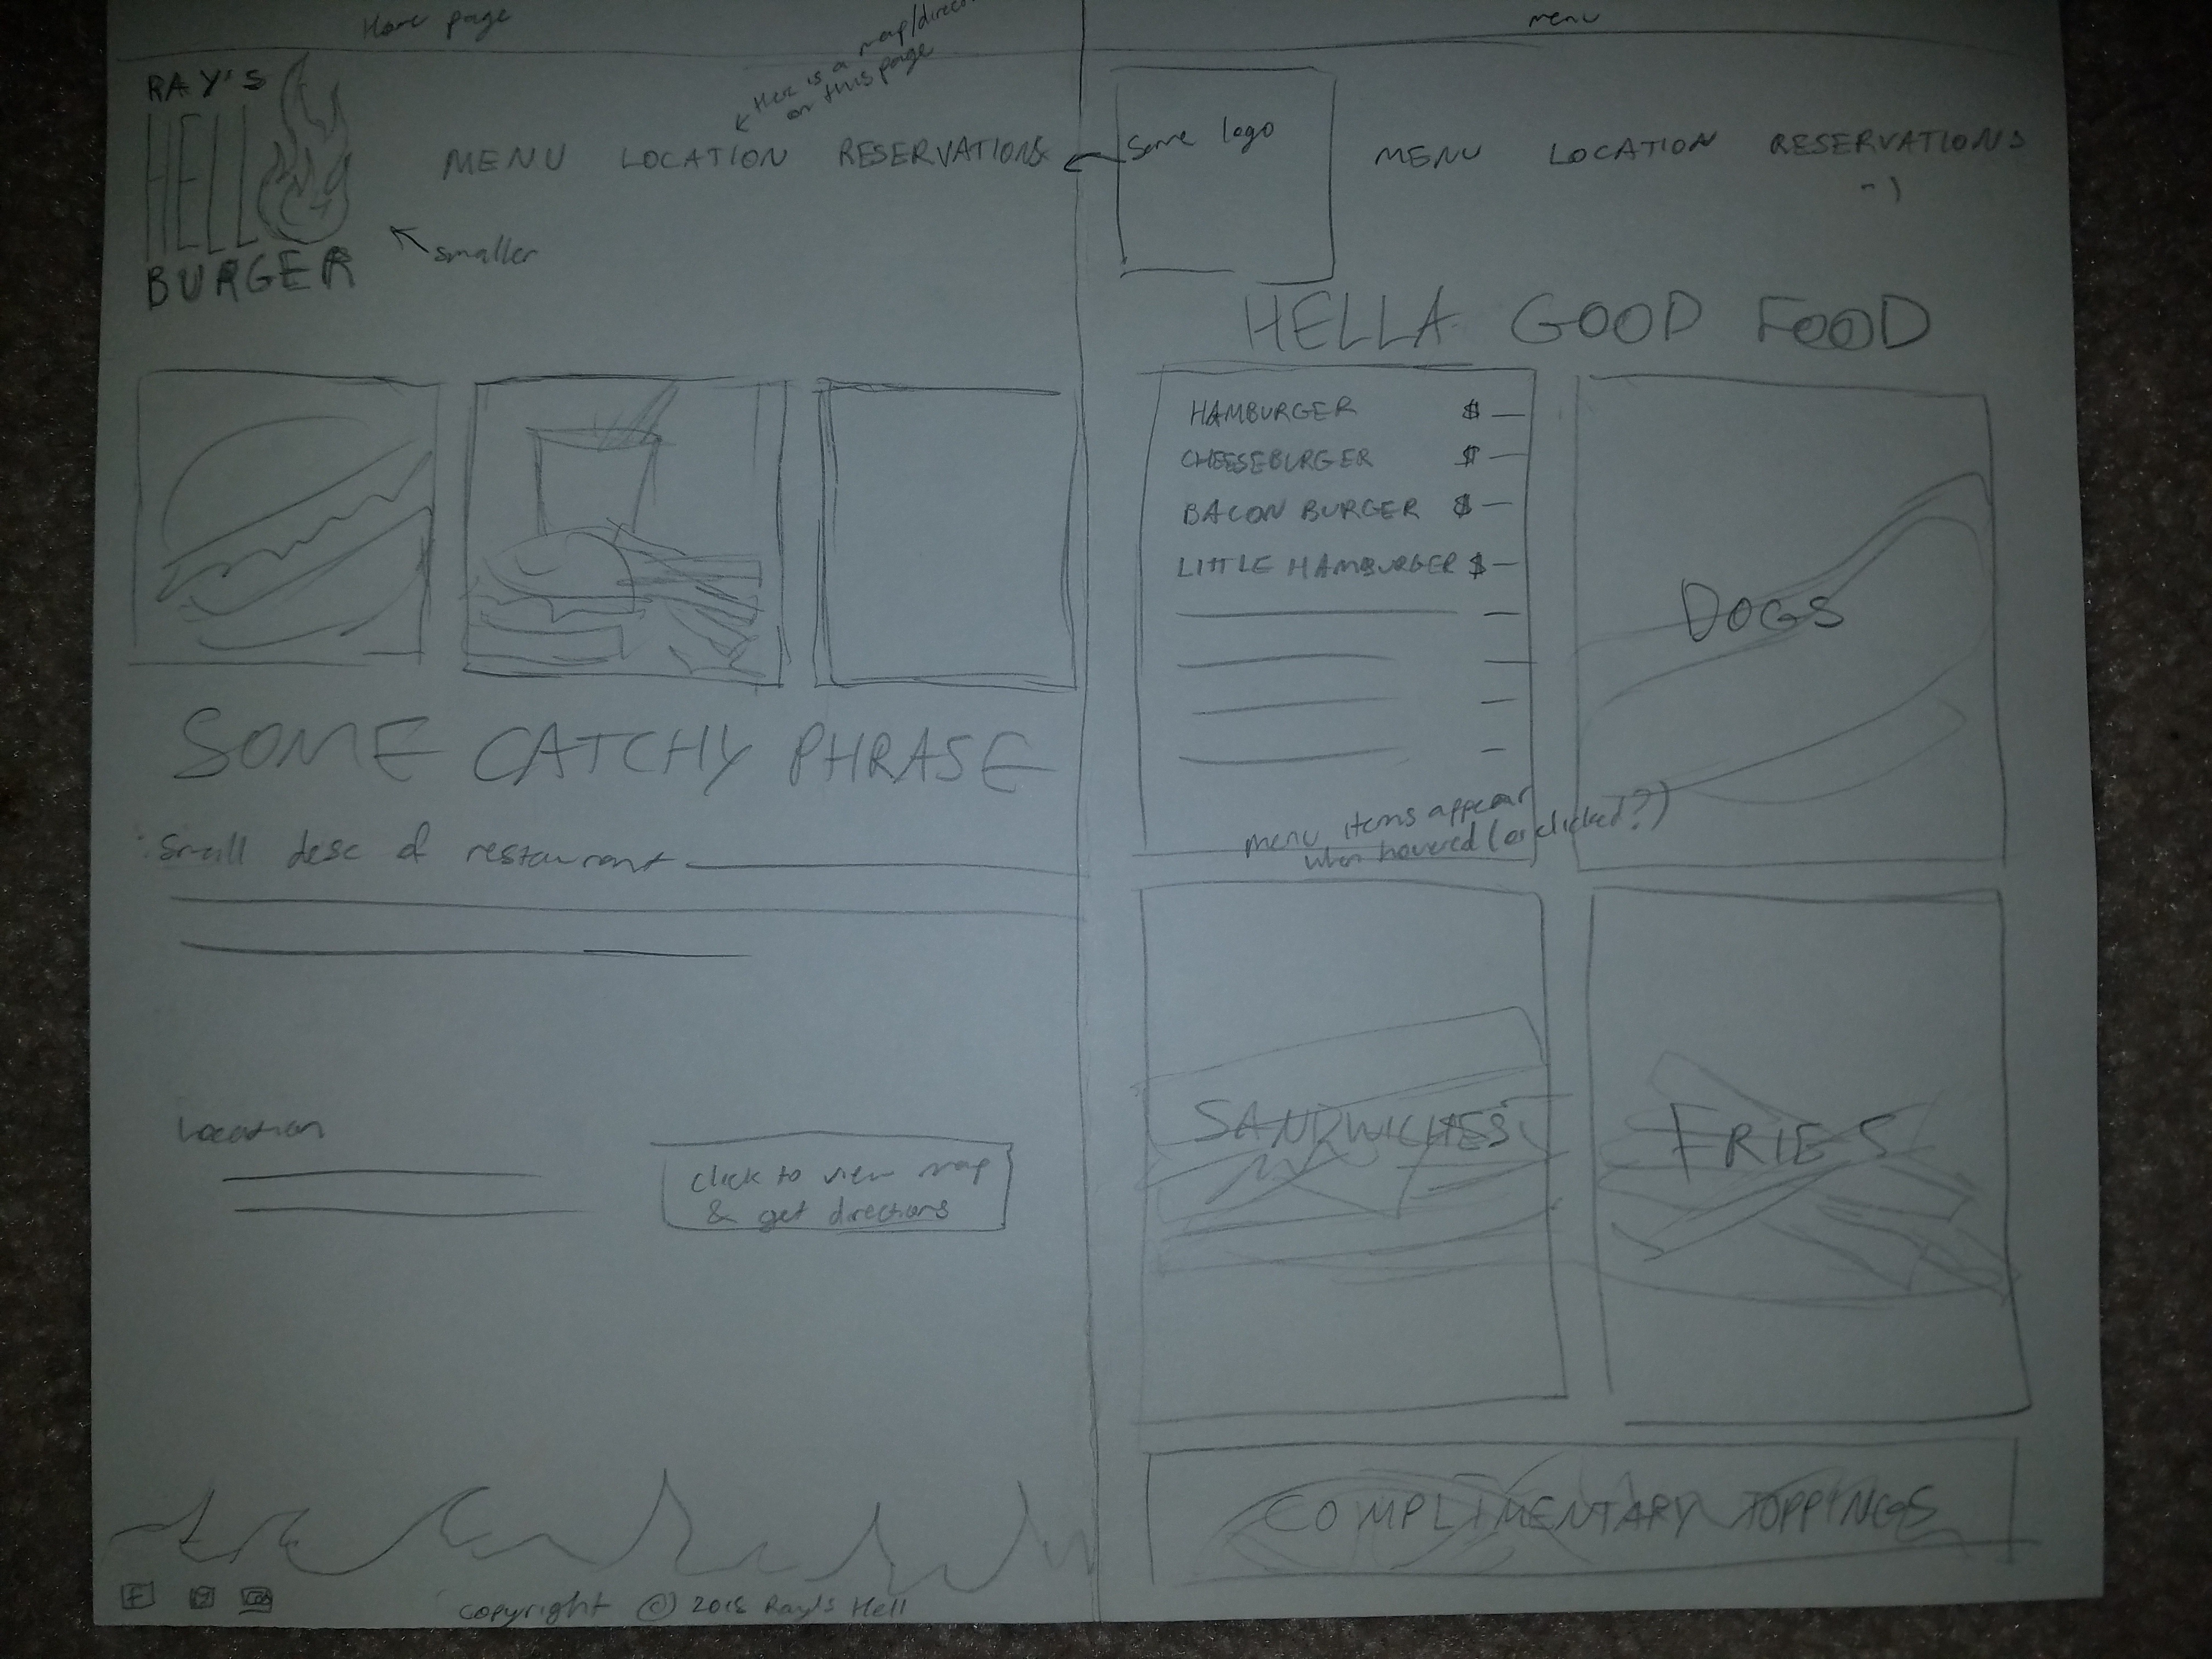 Home page
RAY'S
HELL
BURGER
MENU LOCATION RESERVATIONS
there is a map/direc
on this page
smaller
SOME CATCHY PHRASE
Small desc of restaurant
Location
click to view map
& get directions
F
copyright © 2015 Ray's Hell
menu
Same logo
MENU LOCATION RESERVATIONS
HELLA GOOD FOOD
HAMBURGER $
CHEESEBURGER $
BACON BURGER $
LITTLE HAMBURGER $
menu items appear
when hovered (or clicked?)
DOGS
SANDWICHES
FRIES
COMPLIMENTARY TOPPINGS